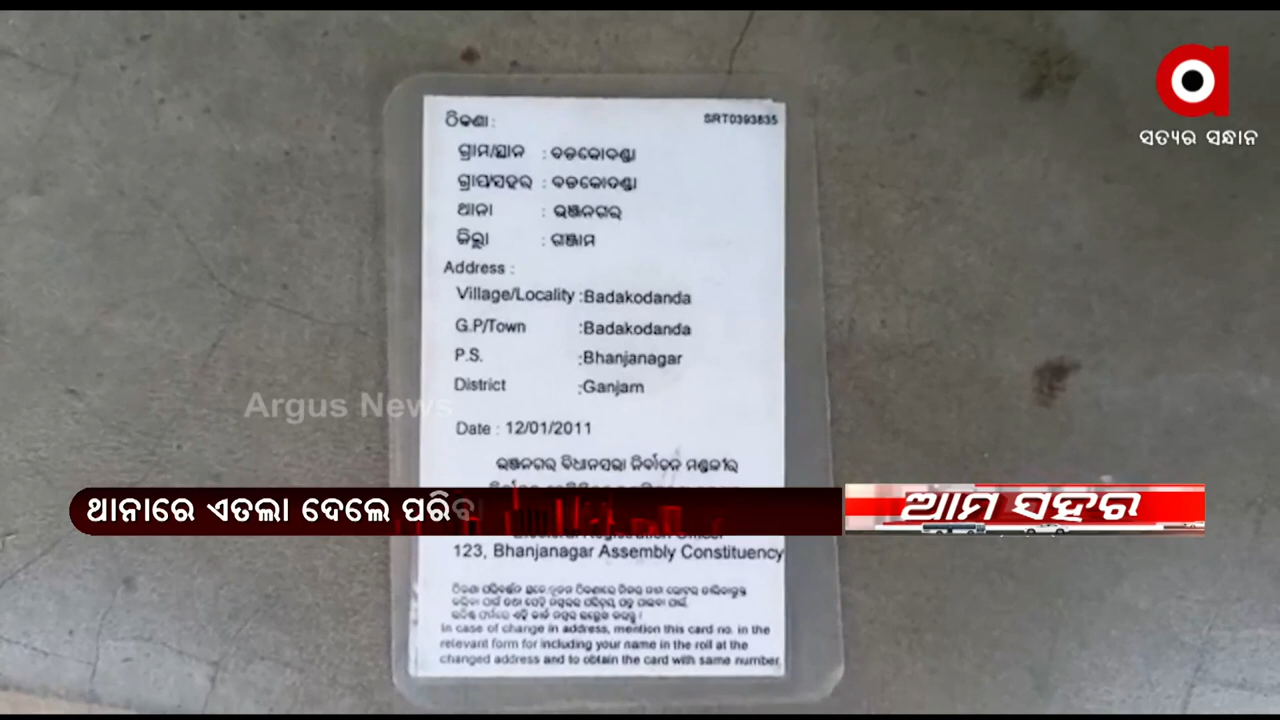 ସତ୍ୟର ସନ୍ଧାନ
ଠିକଣା :
SRT0393835
ଗ୍ରାମ/ସ୍ଥାନ : ବଡକୋଦଣ୍ଡା
ଗ୍ରାପ/ସହର : ବଡକୋଦଣ୍ଡା
ଥାନା : ଭଞ୍ଜନଗର
ଜିଲ୍ଲା : ଗଞ୍ଜାମ
Address :
Village/Locality :Badakodanda
G.P/Town :Badakodanda
P.S. :Bhanjanagar
District :Ganjam
Argus News
Date : 12/01/2011
ଭଞ୍ଜନଗର ବିଧାନସଭା ନିର୍ବାଚନ ମଣ୍ଡଳୀର
ଥାନାରେ ଏତଲା ଦେଲେ ପରିବା
ଆମ ସହର
Electoral Registration Officer
123, Bhanjanagar Assembly Constituency
In case of change in address, mention this card no. in the
relevant form for including your name in the roll at the
changed address and to obtain the card with same number